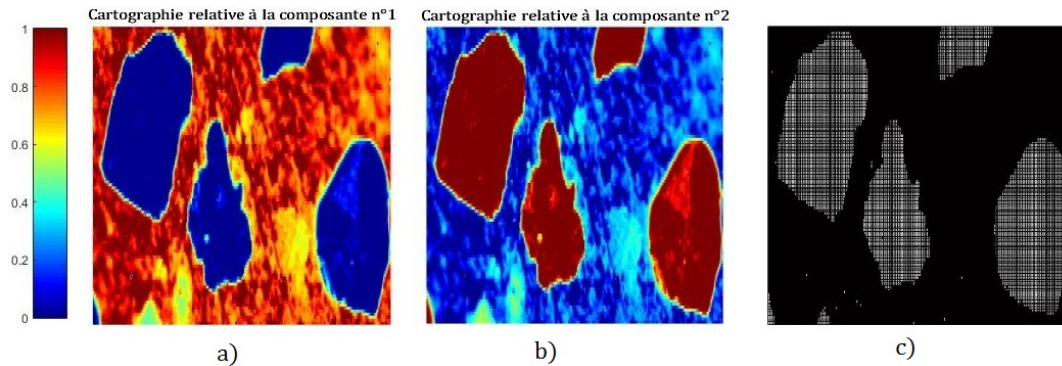 Cartographie relative à la composante n°1
Cartographie relative à la composante n°2
1
0.8
0.6
0.4
0.2
0
a)
b)
c)